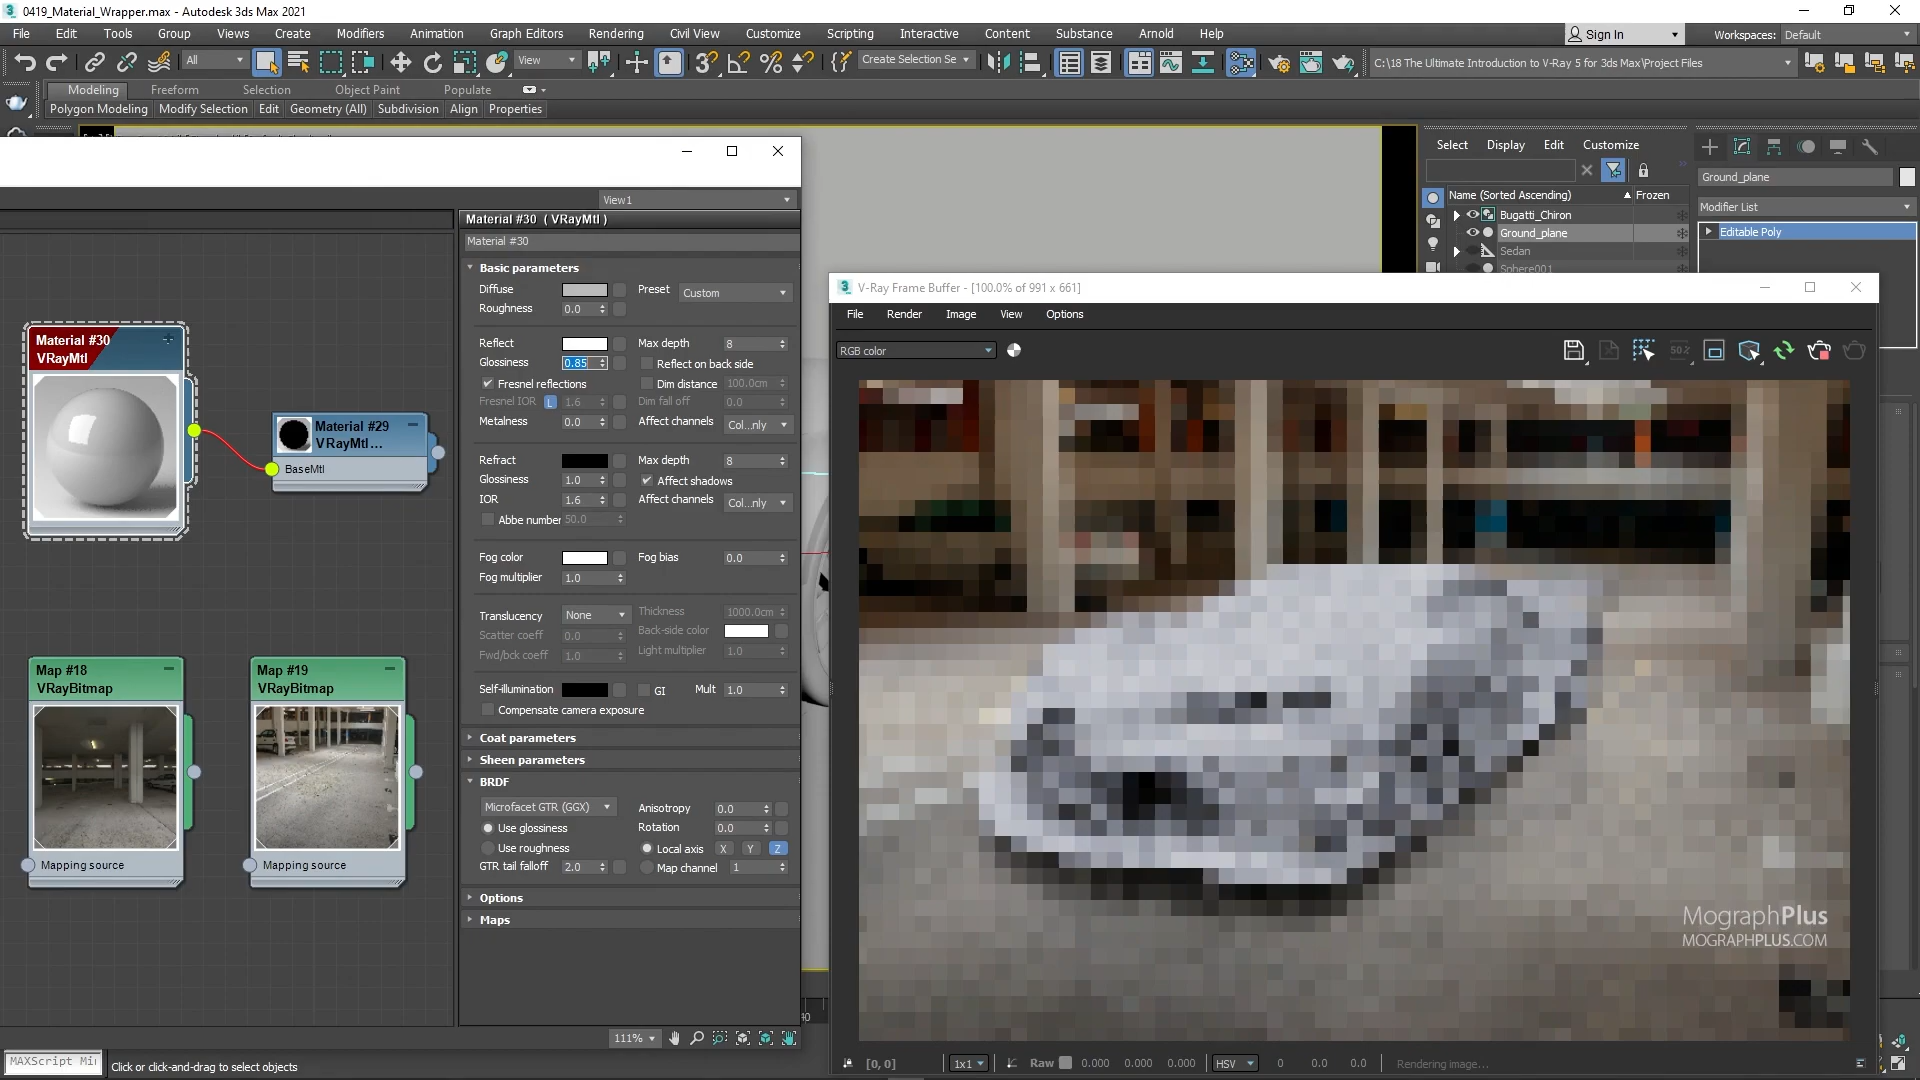 0419_Material_Wrapper.max - Autodesk 3ds Max 2021
File Edit Tools Group Views Create Modifiers Animation Graph Editors Rendering Civil View Customize Scripting Interactive Content Substance Arnold Help
Sign In Workspaces: Default
All View Create Selection Se C:\18 The Ultimate Introduction to V-Ray 5 for 3ds Max\Project Files
Modeling Freeform Selection Object Paint Populate
Polygon Modeling Modify Selection Edit Geometry (All) Subdivision Align Properties
View1
Material #30 ( VRayMtl )
Material #30
Basic parameters
Diffuse Preset Custom
Roughness 0.0
Reflect Max depth 8
Glossiness 0.85 Reflect on back side
Fresnel reflections Dim distance 100.0cm
Fresnel IOR L 1.6 Dim fall off 0.0
Metalness 0.0 Affect channels Col...nly
Refract Max depth 8
Glossiness 1.0 Affect shadows
IOR 1.6 Affect channels Col...nly
Abbe number 50.0
Fog color Fog bias 0.0
Fog multiplier 1.0
Translucency None Thickness 1000.0cm
Scatter coeff 0.0 Back-side color
Fwd/bck coeff 1.0 Light multiplier 1.0
Self-illumination GI Mult 1.0
Compensate camera exposure
Coat parameters
Sheen parameters
BRDF
Microfacet GTR (GGX) Anisotropy 0.0
Use glossiness Rotation 0.0
Use roughness Local axis X Y Z
GTR tail falloff 2.0 Map channel 1
Options
Maps
Material #30
VRayMtl
Material #29
VRayMtl...
BaseMtl
Map #18
VRayBitmap
Mapping source
Map #19
VRayBitmap
Mapping source
111%
MAXScript Mi
Click or click-and-drag to select objects
Select Display Edit Customize
Name (Sorted Ascending) Frozen
Bugatti_Chiron
Ground_plane
Sedan
Sphere001
Ground_plane
Modifier List
Editable Poly
V-Ray Frame Buffer - [100.0% of 991 x 661]
File Render Image View Options
RGB color
50%
MographPlus
MOGRAPHPLUS.COM
[0, 0] 1x1 Raw 0.000 0.000 0.000 HSV 0 0.0 0.0 Rendering image...